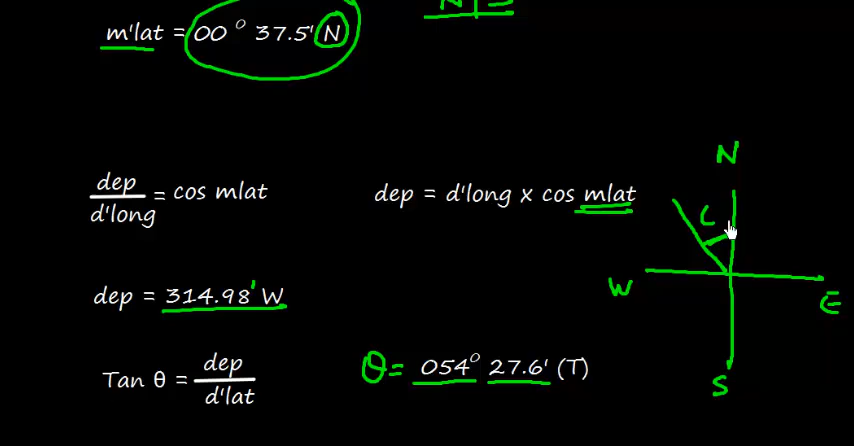 m'lat = 00° 37.5' N
N
dep/d'long = cos mlat
dep = d'long x cos mlat
N
C
W
E
S
dep = 314.98' W
Tan θ = dep/d'lat
θ = 054° 27.6' (T)